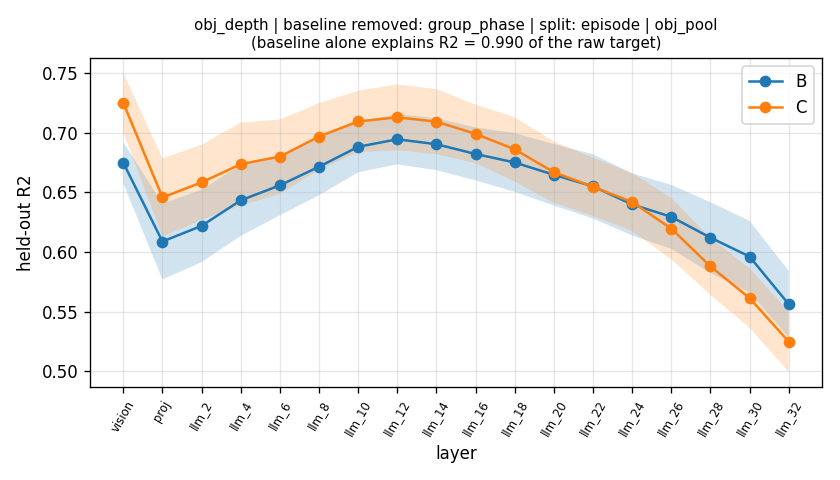 obj_depth | baseline removed: group_phase | split: episode | obj_pool
(baseline alone explains R2 = 0.990 of the raw target)
B
C
held-out R2
0.75
0.70
0.65
0.60
0.55
0.50
vision
proj
llm_2
llm_4
llm_6
llm_8
llm_10
llm_12
llm_14
llm_16
llm_18
llm_20
llm_22
llm_24
llm_26
llm_28
llm_30
llm_32
layer